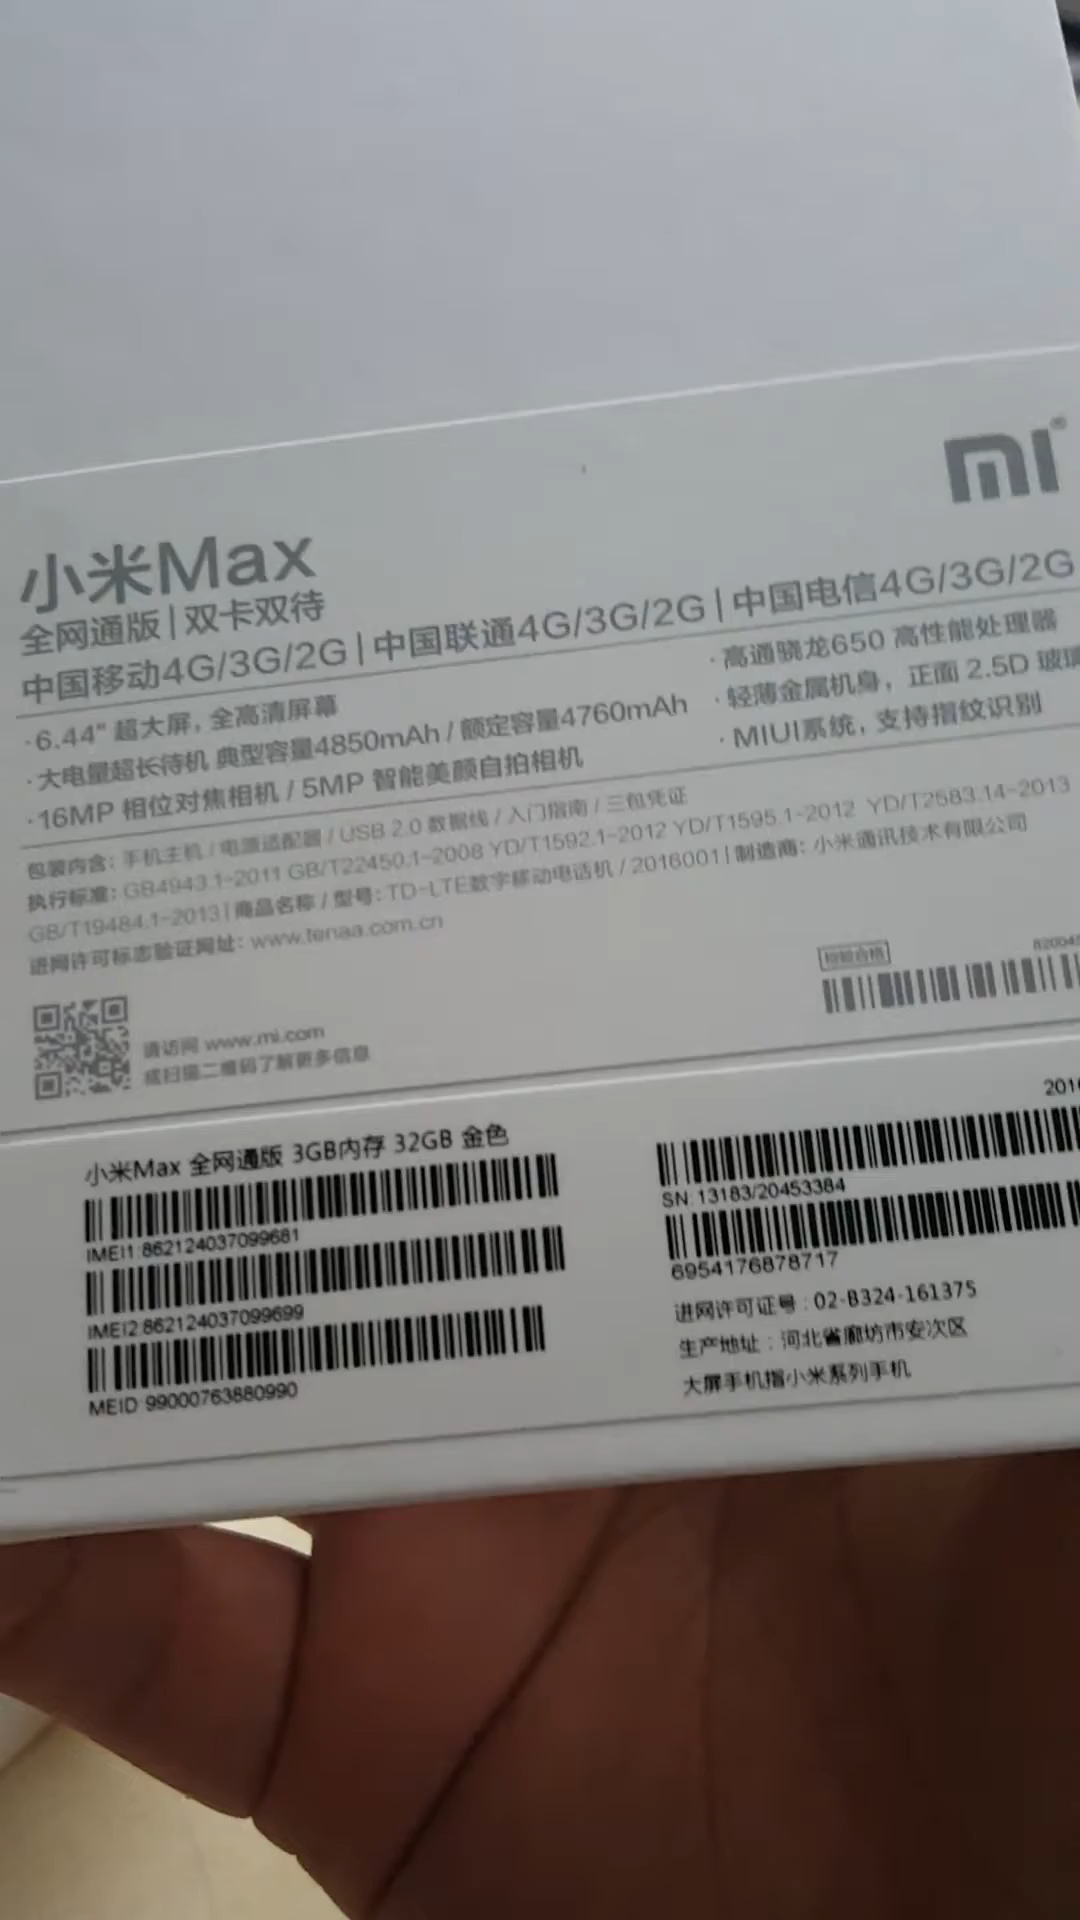 mi
小米Max
全网通版 | 双卡双待
中国移动4G/3G/2G | 中国联通4G/3G/2G | 中国电信4G/3G/2G
·6.44" 超大屏, 全高清屏幕
·大电量超长待机 典型容量4850mAh / 额定容量4760mAh
·16MP 相位对焦相机 / 5MP 智能美颜自拍相机
·高通骁龙650 高性能处理器
·轻薄金属机身, 正面 2.5D 玻璃
·MIUI系统, 支持指纹识别
包装内含: 手机主机 / 电源适配器 / USB 2.0 数据线 / 入门指南 / 三包凭证
执行标准: GB4943.1-2011 GB/T22450.1-2008 YD/T1592.1-2012 YD/T1595.1-2012 YD/T2583.14-2013
GB/T19484.1-2013 | 商品名称 / 型号: TD-LTE数字移动电话机 / 2016001 | 制造商: 小米通讯技术有限公司
进网许可标志验证网址: www.tenaa.com.cn
请访问 www.mi.com
或扫描二维码了解更多信息
检验合格
小米Max 全网通版 3GB内存 32GB 金色
IMEI1:862124037099681
IMEI2:862124037099699
MEID 99000763880990
SN: 13183/20453384
6954176878717
进网许可证号 : 02-B324-161375
生产地址 : 河北省廊坊市安次区
大屏手机指小米系列手机